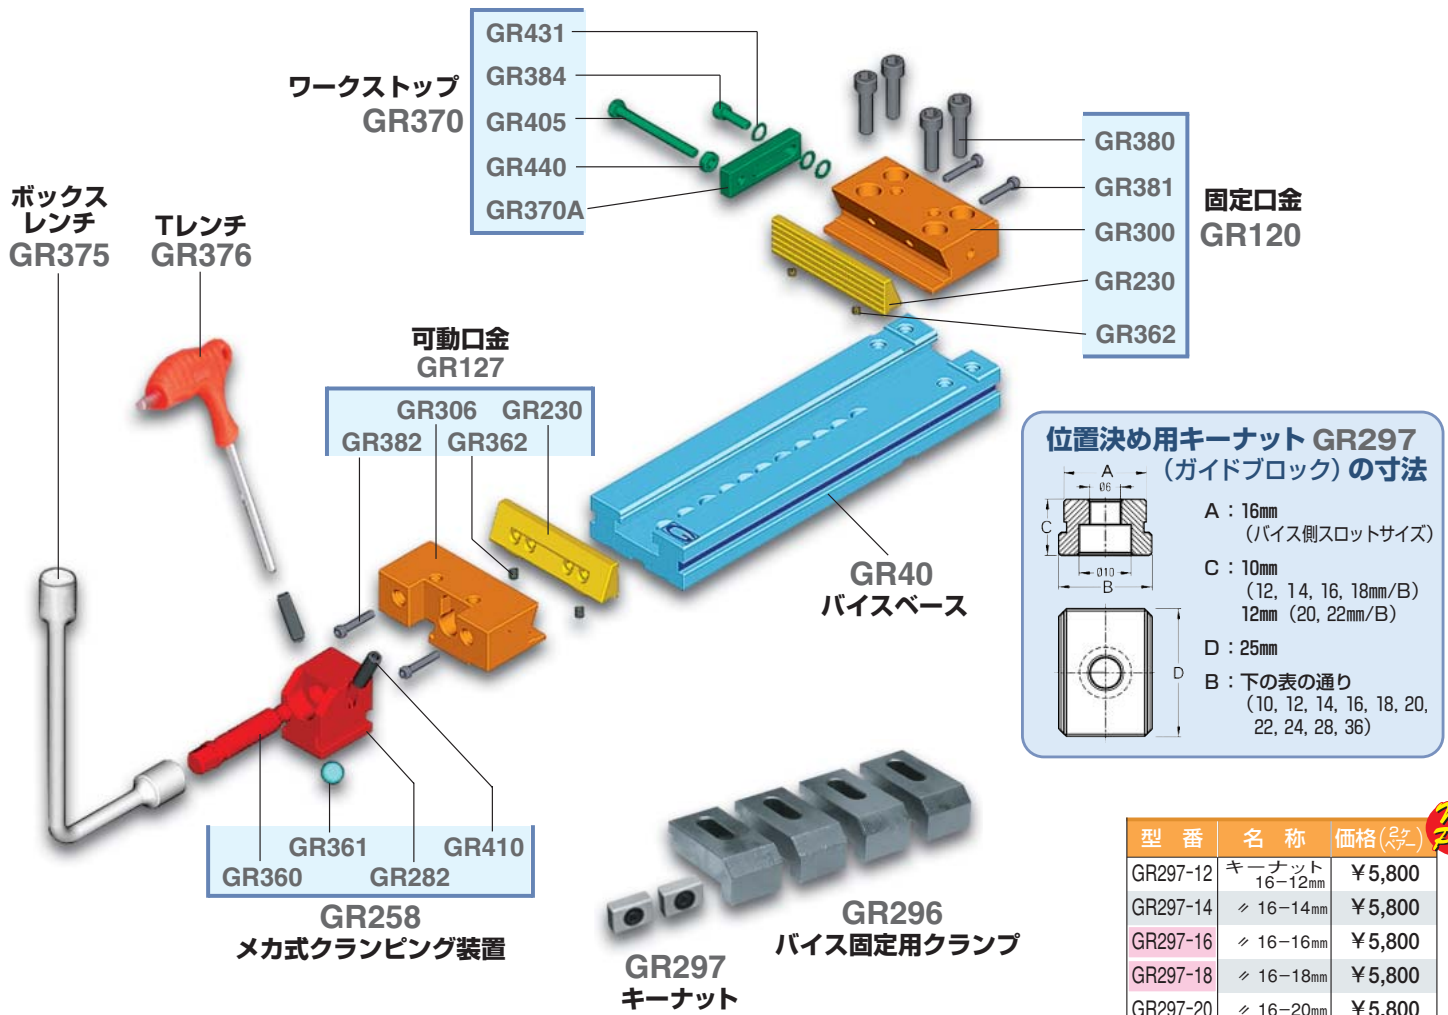 ワークストップ
GR370
GR431
GR384
GR405
GR440
GR370A
GR380
GR381
GR300
GR230
GR362
固定口金
GR120
ボックス
レンチ
GR375
Tレンチ
GR376
可動口金
GR127
GR306 GR230
GR382 GR362
GR40
バイスベース
位置決め用キーナット GR297
（ガイドブロック）の寸法
A
Ø6
C
Ø10
B
D
A：16mm
（バイス側スロットサイズ）
C：10mm
（12, 14, 16, 18mm/B）
12mm（20, 22mm/B）
D：25mm
B：下の表の通り
（10, 12, 14, 16, 18, 20,
22, 24, 28, 36）
GR361 GR410
GR360 GR282
GR258
メカ式クランピング装置
GR296
バイス固定用クランプ
GR297
キーナット
型 番 名 称 価格（2ケペアー）
GR297-12 キーナット 16-12mm ¥5,800
GR297-14 〃 16-14mm ¥5,800
GR297-16 〃 16-16mm ¥5,800
GR297-18 〃 16-18mm ¥5,800
GR297-20 〃 16-20mm ¥5,800